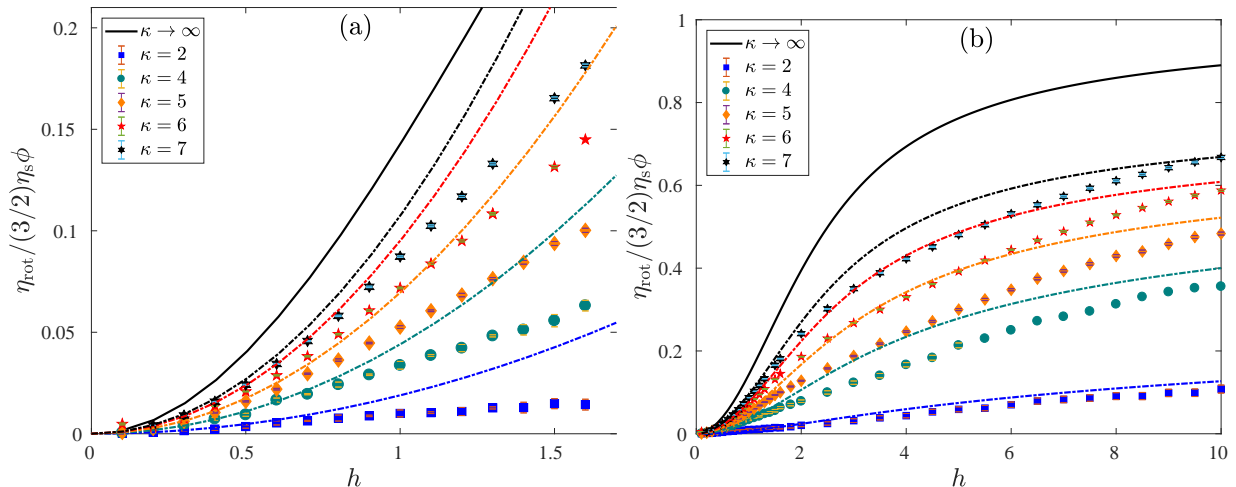 (a)
κ → ∞
κ = 2
κ = 4
κ = 5
κ = 6
κ = 7
0.2
0.15
0.1
0.05
0
0
0.5
1
1.5
h
η_rot/(3/2)η_sϕ
(b)
κ → ∞
κ = 2
κ = 4
κ = 5
κ = 6
κ = 7
1
0.8
0.6
0.4
0.2
0
0
2
4
6
8
10
h
η_rot/(3/2)η_sϕ